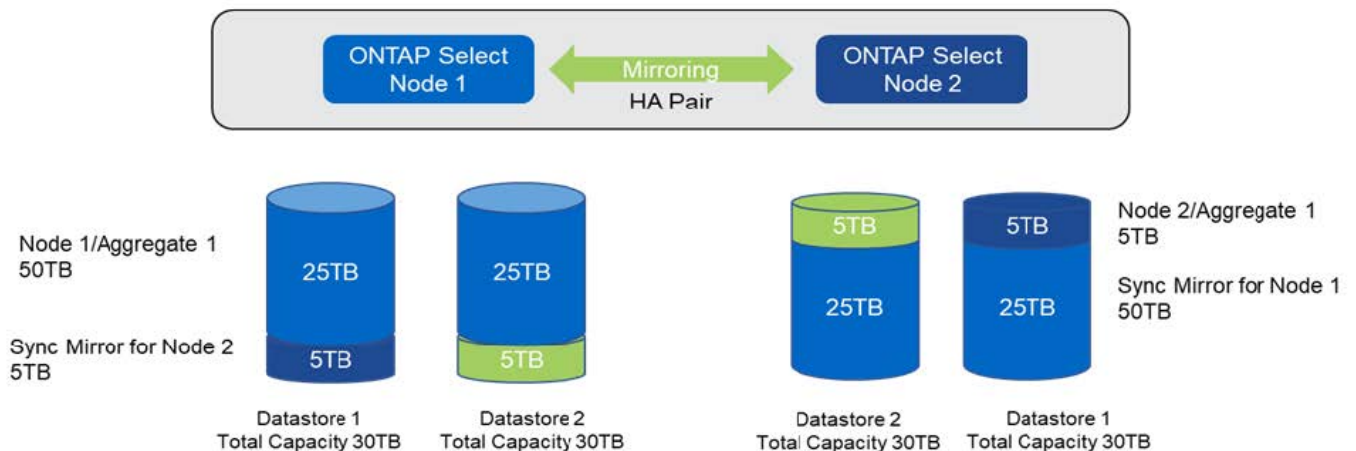 ONTAP Select
Node 1
Mirroring
HA Pair
ONTAP Select
Node 2
Node 1/Aggregate 1
50TB
Sync Mirror for Node 2
5TB
25TB
5TB
25TB
5TB
5TB
25TB
5TB
25TB
Node 2/Aggregate 1
5TB
Sync Mirror for Node 1
50TB
Datastore 1
Total Capacity 30TB
Datastore 2
Total Capacity 30TB
Datastore 2
Total Capacity 30TB
Datastore 1
Total Capacity 30TB